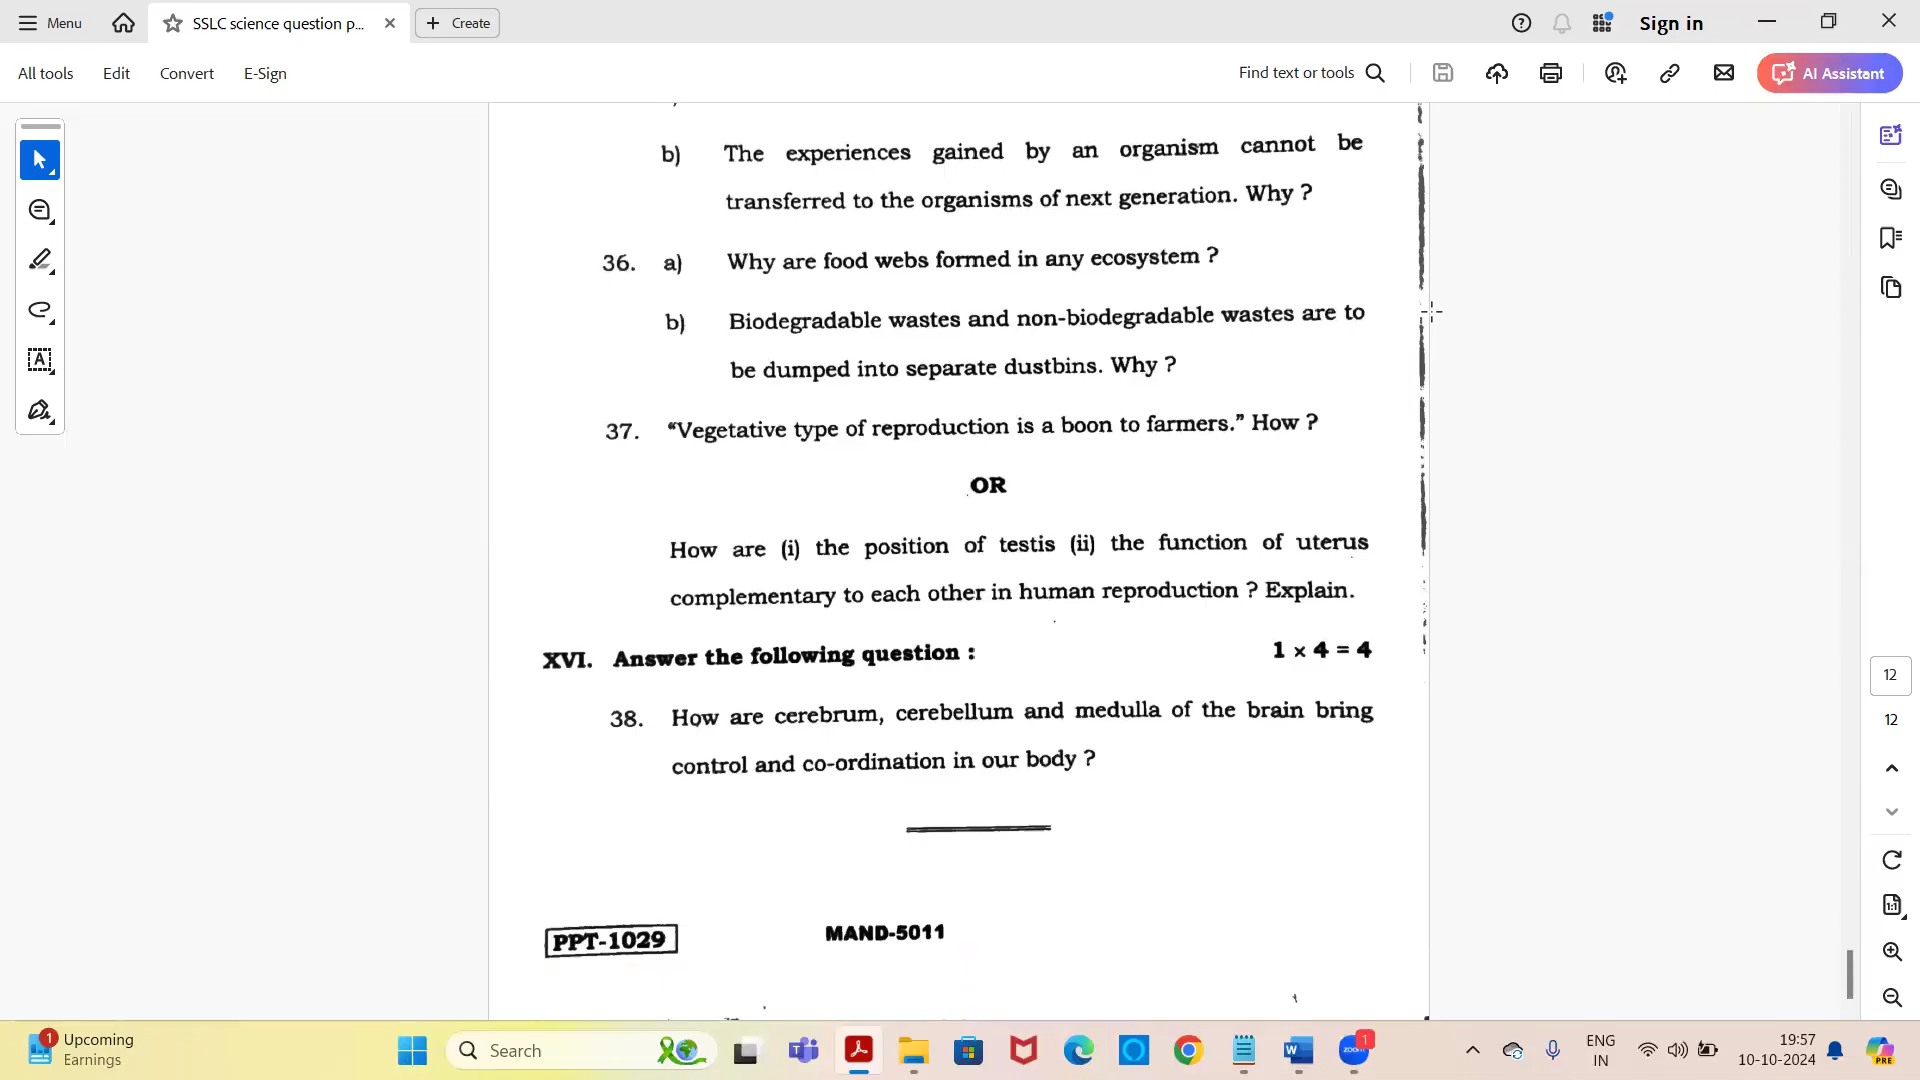 Menu
SSLC science question p...
Create
Sign in
All tools
Edit
Convert
E-Sign
Find text or tools
AI Assistant
b) The experiences gained by an organism cannot be
transferred to the organisms of next generation. Why ?
36. a) Why are food webs formed in any ecosystem ?
b) Biodegradable wastes and non-biodegradable wastes are to
be dumped into separate dustbins. Why ?
37. “Vegetative type of reproduction is a boon to farmers.” How ?
OR
How are (i) the position of testis (ii) the function of uterus
complementary to each other in human reproduction ? Explain.
XVI. Answer the following question : 1 × 4 = 4
38. How are cerebrum, cerebellum and medulla of the brain bring
control and co-ordination in our body ?
PPT-1029
MAND-5011
12
12
1
Upcoming
Earnings
Search
zoom
1
ENG
IN
19:57
10-10-2024
PRE